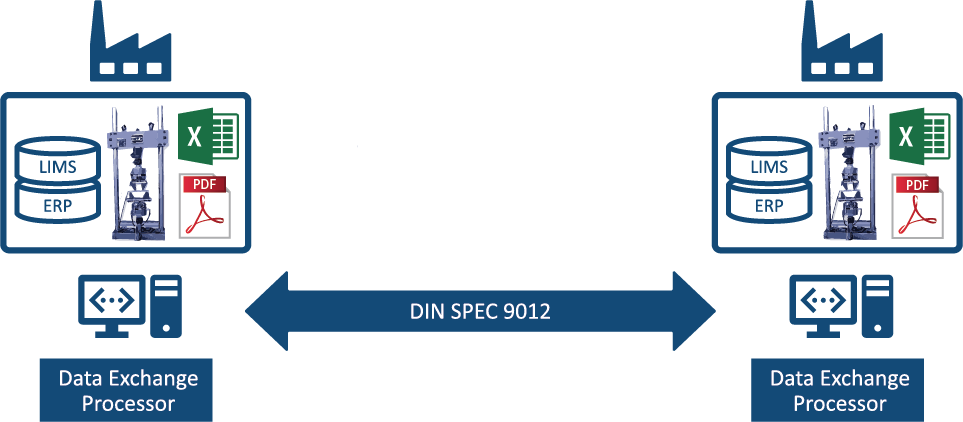 LIMS
ERP
X
PDF
LIMS
ERP
X
PDF
DIN SPEC 9012
Data Exchange
Processor
Data Exchange
Processor